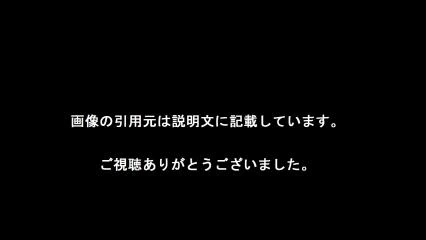 画像の引用元は説明文に記載しています。
ご視聴ありがとうございました。